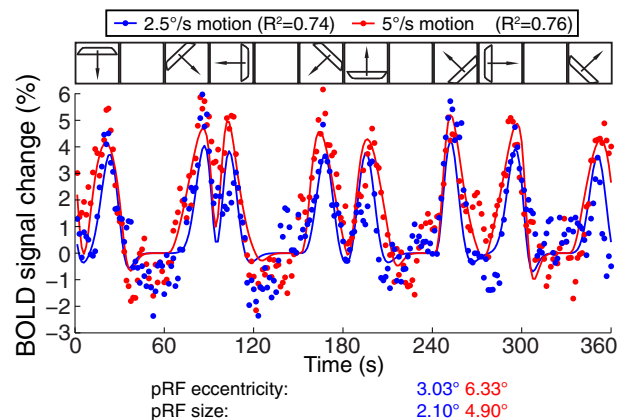 2.5°/s motion (R²=0.74) 5°/s motion (R²=0.76)
BOLD signal change (%)
6
5
4
3
2
1
0
−1
−2
−3
0 60 120 180 240 300 360
Time (s)
pRF eccentricity: 3.03° 6.33°
pRF size: 2.10° 4.90°